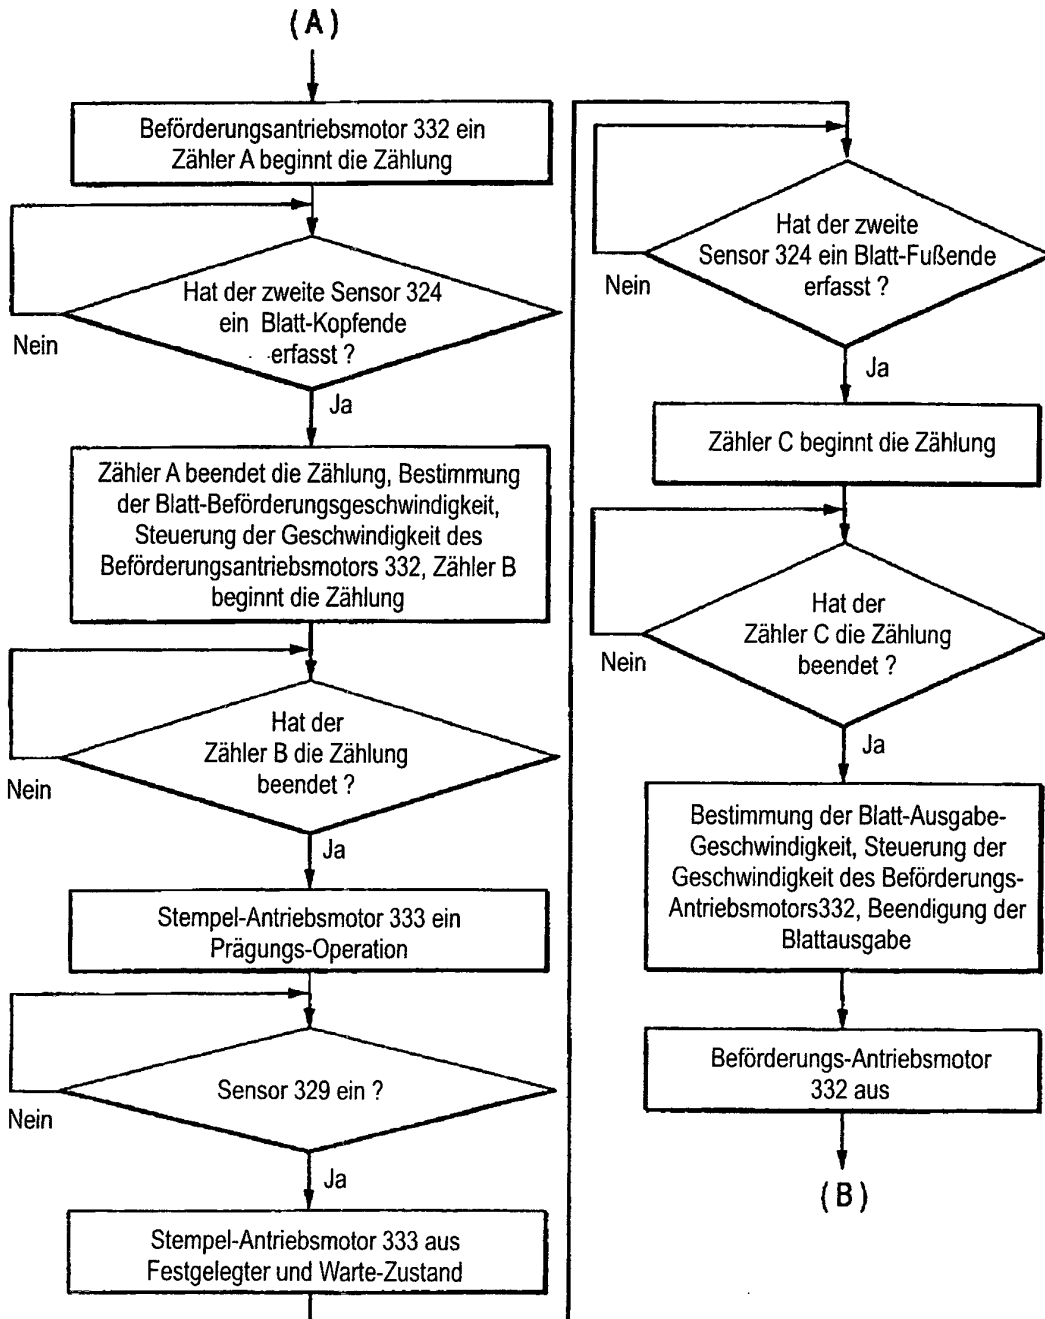 (A)
Beförderungsantriebsmotor 332 ein
Zähler A beginnt die Zählung
Hat der zweite Sensor 324
ein Blatt-Kopfende
erfasst ?
Nein
Ja
Zähler A beendet die Zählung, Bestimmung
der Blatt-Beförderungsgeschwindigkeit,
Steuerung der Geschwindigkeit des
Beförderungsantriebsmotors 332, Zähler B
beginnt die Zählung
Hat der
Zähler B die Zählung
beendet ?
Nein
Ja
Stempel-Antriebsmotor 333 ein
Prägungs-Operation
Sensor 329 ein ?
Nein
Ja
Stempel-Antriebsmotor 333 aus
Festgelegter und Warte-Zustand
Hat der zweite
Sensor 324 ein Blatt-Fußende
erfasst ?
Nein
Ja
Zähler C beginnt die Zählung
Hat der
Zähler C die Zählung
beendet ?
Nein
Ja
Bestimmung der Blatt-Ausgabe-
Geschwindigkeit, Steuerung der
Geschwindigkeit des Beförderungs-
Antriebsmotors332, Beendigung der
Blattausgabe
Beförderungs-Antriebsmotor
332 aus
(B)